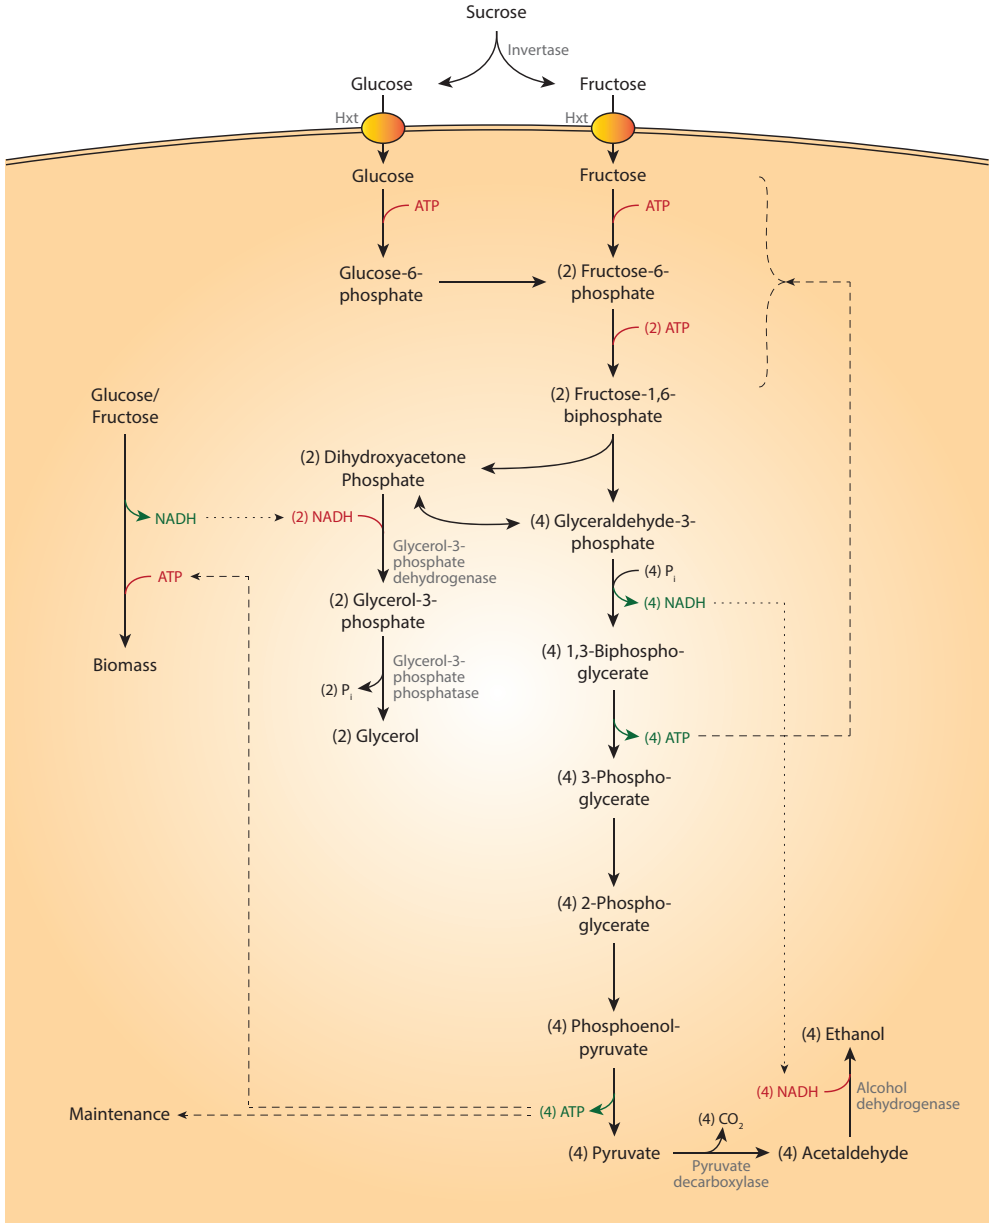 Sucrose
Invertase
Glucose
Fructose
Hxt
Hxt
Glucose
Fructose
ATP
ATP
Glucose-6-
phosphate
(2) Fructose-6-
phosphate
(2) ATP
Glucose/
Fructose
(2) Fructose-1,6-
biphosphate
(2) Dihydroxyacetone
Phosphate
NADH
(2) NADH
(4) Glyceraldehyde-3-
phosphate
Glycerol-3-
phosphate
dehydrogenase
ATP
(4) Pi
(4) NADH
(2) Glycerol-3-
phosphate
Biomass
(4) 1,3-Biphospho-
glycerate
Glycerol-3-
phosphate
phosphatase
(2) Pi
(2) Glycerol
(4) ATP
(4) 3-Phospho-
glycerate
(4) 2-Phospho-
glycerate
(4) Phosphoenol-
pyruvate
(4) Ethanol
(4) NADH
Alcohol
dehydrogenase
Maintenance
(4) ATP
(4) CO2
(4) Pyruvate
Pyruvate
decarboxylase
(4) Acetaldehyde